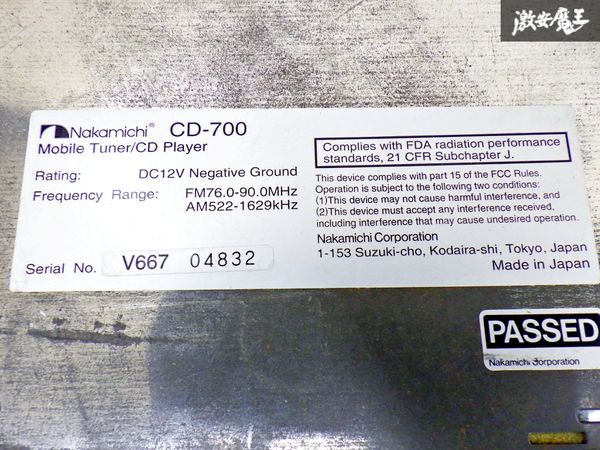 激安魔王
Nakamichi® CD-700
Mobile Tuner/CD Player
Rating: DC12V Negative Ground
Frequency Range: FM76.0-90.0MHz
AM522-1629kHz
Serial No. V667 04832
Complies with FDA radiation performance
standards, 21 CFR Subchapter J.
This device complies with part 15 of the FCC Rules.
Operation is subject to the following two conditions:
(1)This device may not cause harmful interference, and
(2)This device must accept any interference received,
including interference that may cause undesired operation.
Nakamichi Corporation
1-153 Suzuki-cho, Kodaira-shi, Tokyo, Japan
Made in Japan
PASSED
Nakamichi Corporation